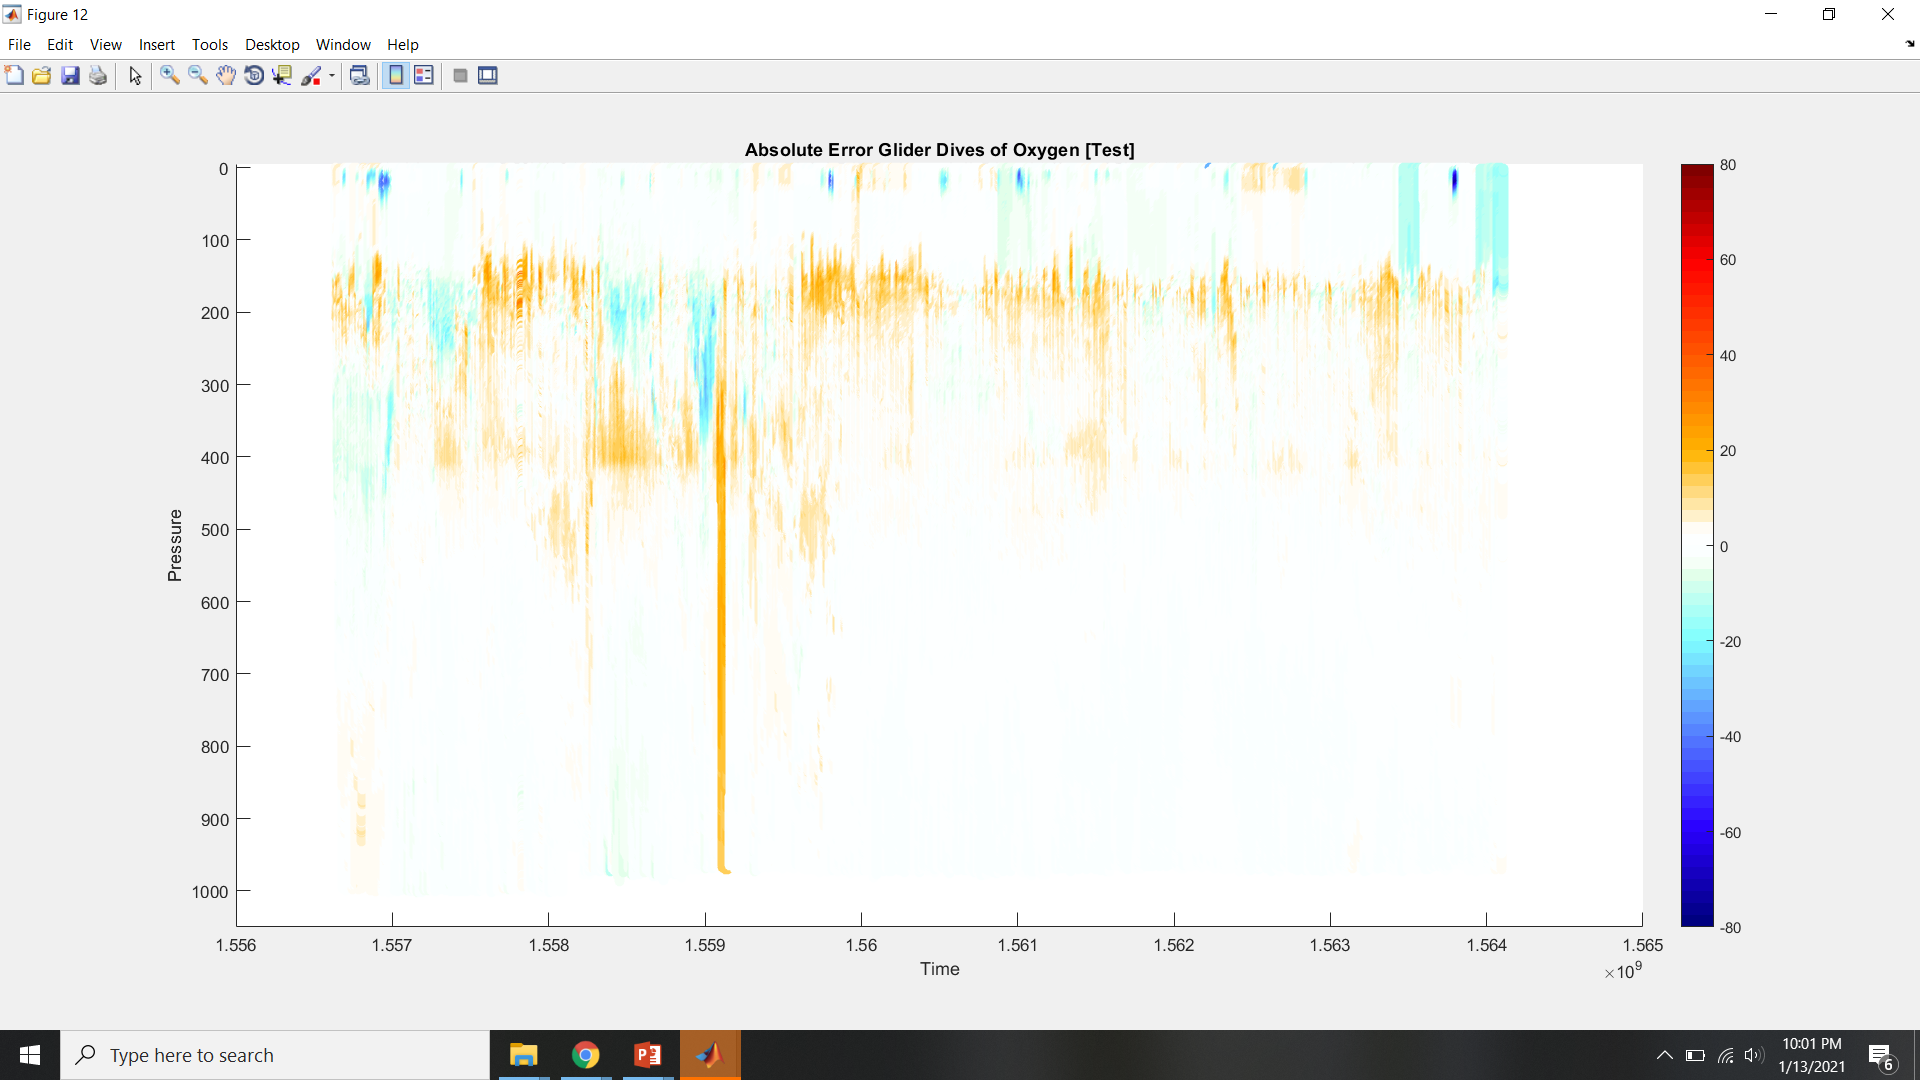 Figure 12
File Edit View Insert Tools Desktop Window Help
Absolute Error Glider Dives of Oxygen [Test]
0
100
200
300
400
500
600
700
800
900
1000
Pressure
1.556 1.557 1.558 1.559 1.56 1.561 1.562 1.563 1.564 1.565
Time
×10⁹
80
60
40
20
0
-20
-40
-60
-80
Type here to search
10:01 PM
1/13/2021
6